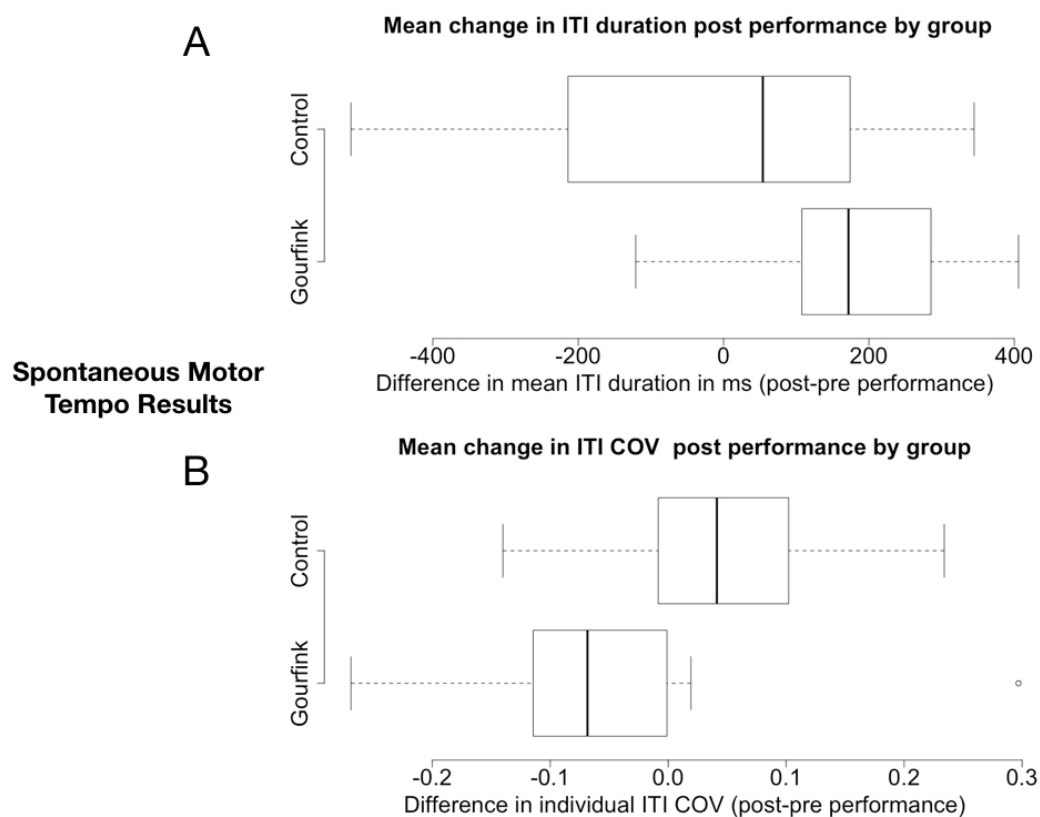 A
Mean change in ITI duration post performance by group
Control
Gourfink
-400 -200 0 200 400
Difference in mean ITI duration in ms (post-pre performance)
Spontaneous Motor
Tempo Results
B
Mean change in ITI COV post performance by group
Control
Gourfink
-0.2 -0.1 0.0 0.1 0.2 0.3
Difference in individual ITI COV (post-pre performance)